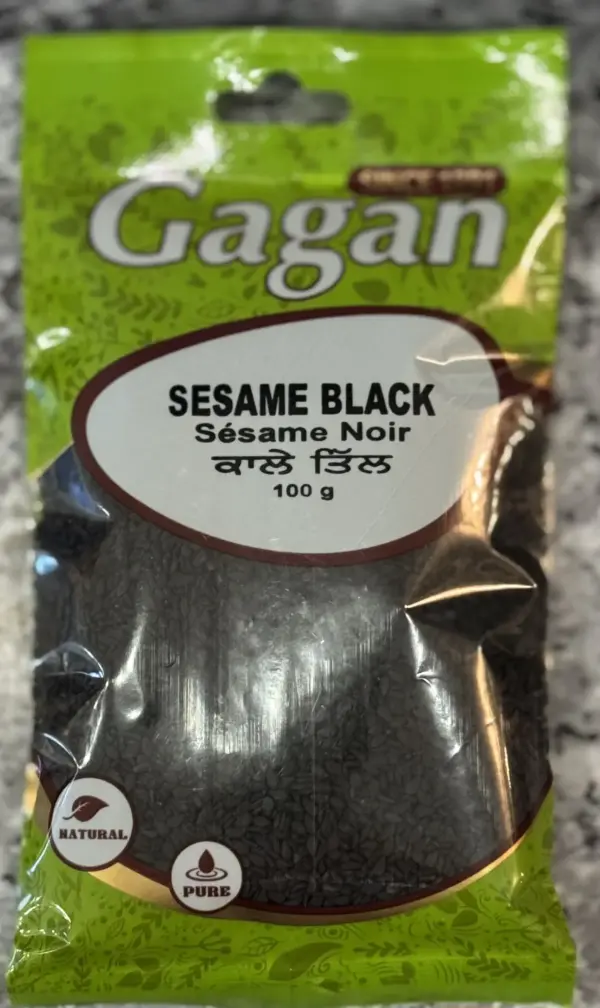 Gagan
SESAME BLACK
Sésame Noir
ਕਾਲੇ ਤਿੱਲ
100 g
NATURAL
PURE